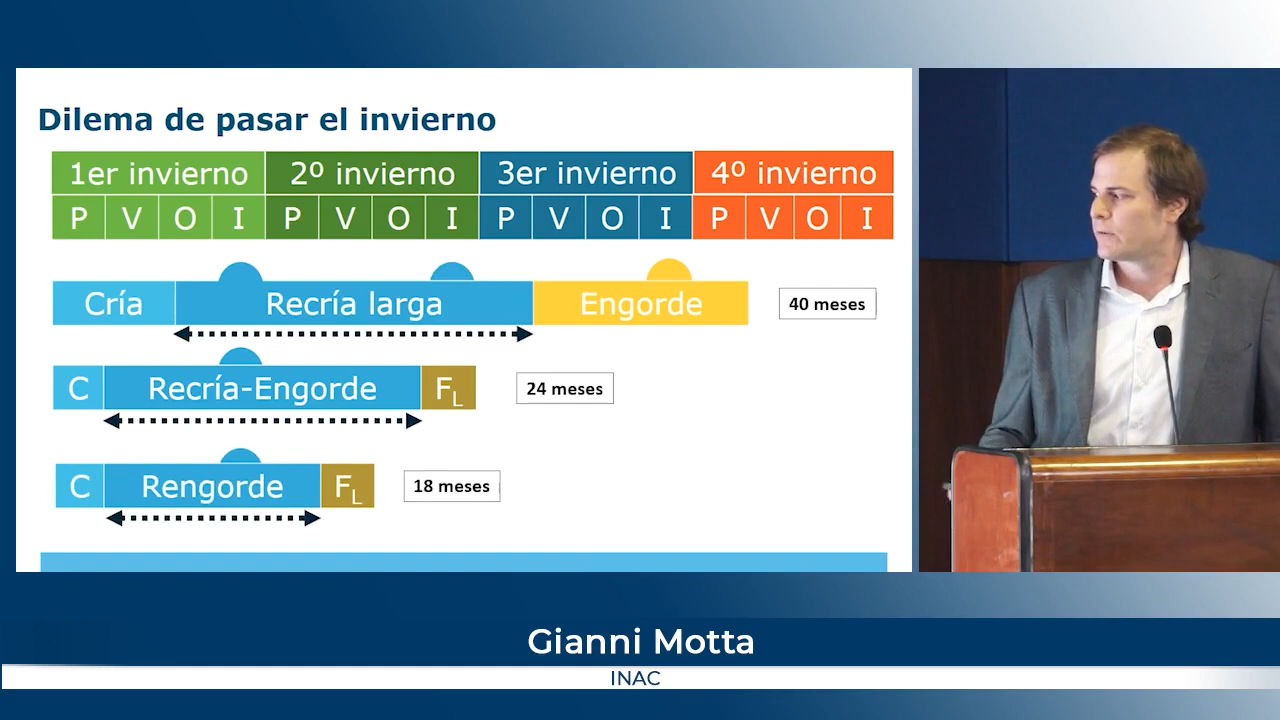 Dilema de pasar el invierno
1er invierno 2º invierno 3er invierno 4º invierno
P V O I P V O I P V O I P V O I
Cría Recría larga Engorde 40 meses
C Recría-Engorde FL 24 meses
C Rengorde FL 18 meses
Gianni Motta
INAC